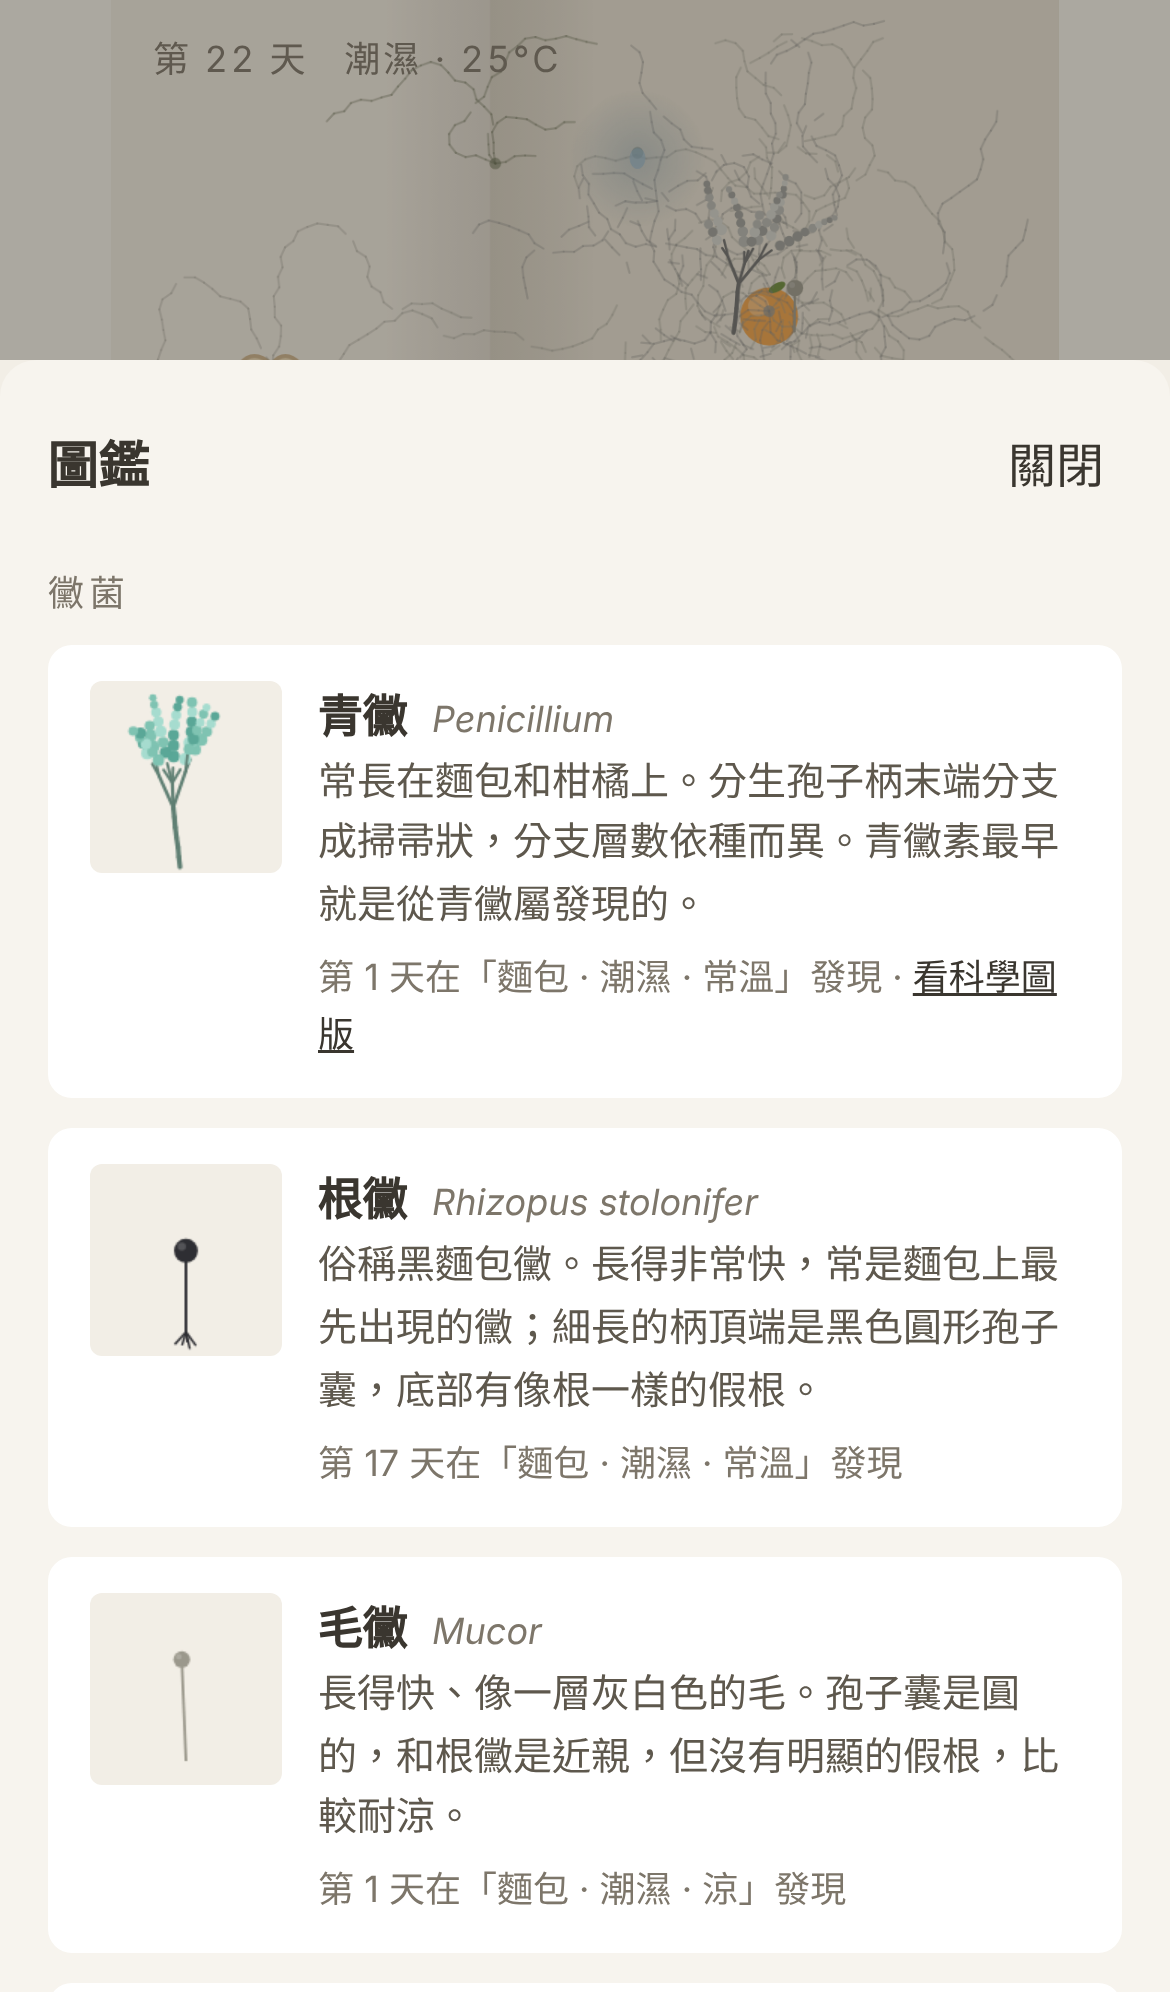 第 22 天　潮濕 · 25°C
圖鑑
關閉
黴菌
青黴 Penicillium
常長在麵包和柑橘上。分生孢子柄末端分支
成掃帚狀，分支層數依種而異。青黴素最早
就是從青黴屬發現的。
第 1 天在「麵包 · 潮濕 · 常溫」發現 · 看科學圖
版
根黴 Rhizopus stolonifer
俗稱黑麵包黴。長得非常快，常是麵包上最
先出現的黴；細長的柄頂端是黑色圓形孢子
囊，底部有像根一樣的假根。
第 17 天在「麵包 · 潮濕 · 常溫」發現
毛黴 Mucor
長得快、像一層灰白色的毛。孢子囊是圓
的，和根黴是近親，但沒有明顯的假根，比
較耐涼。
第 1 天在「麵包 · 潮濕 · 涼」發現